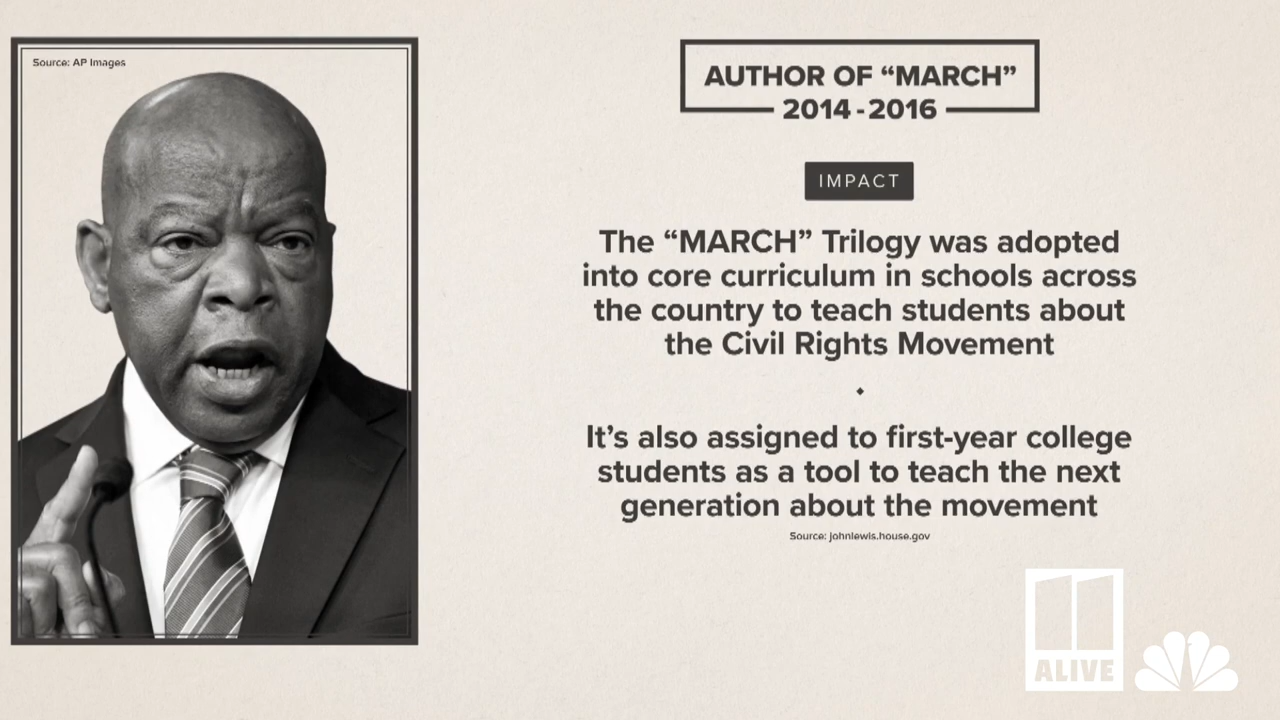 Source: AP Images
AUTHOR OF “MARCH”
2014-2016
IMPACT
The “MARCH” Trilogy was adopted
into core curriculum in schools across
the country to teach students about
the Civil Rights Movement
It’s also assigned to first-year college
students as a tool to teach the next
generation about the movement
Source: johnlewis.house.gov
11
ALIVE